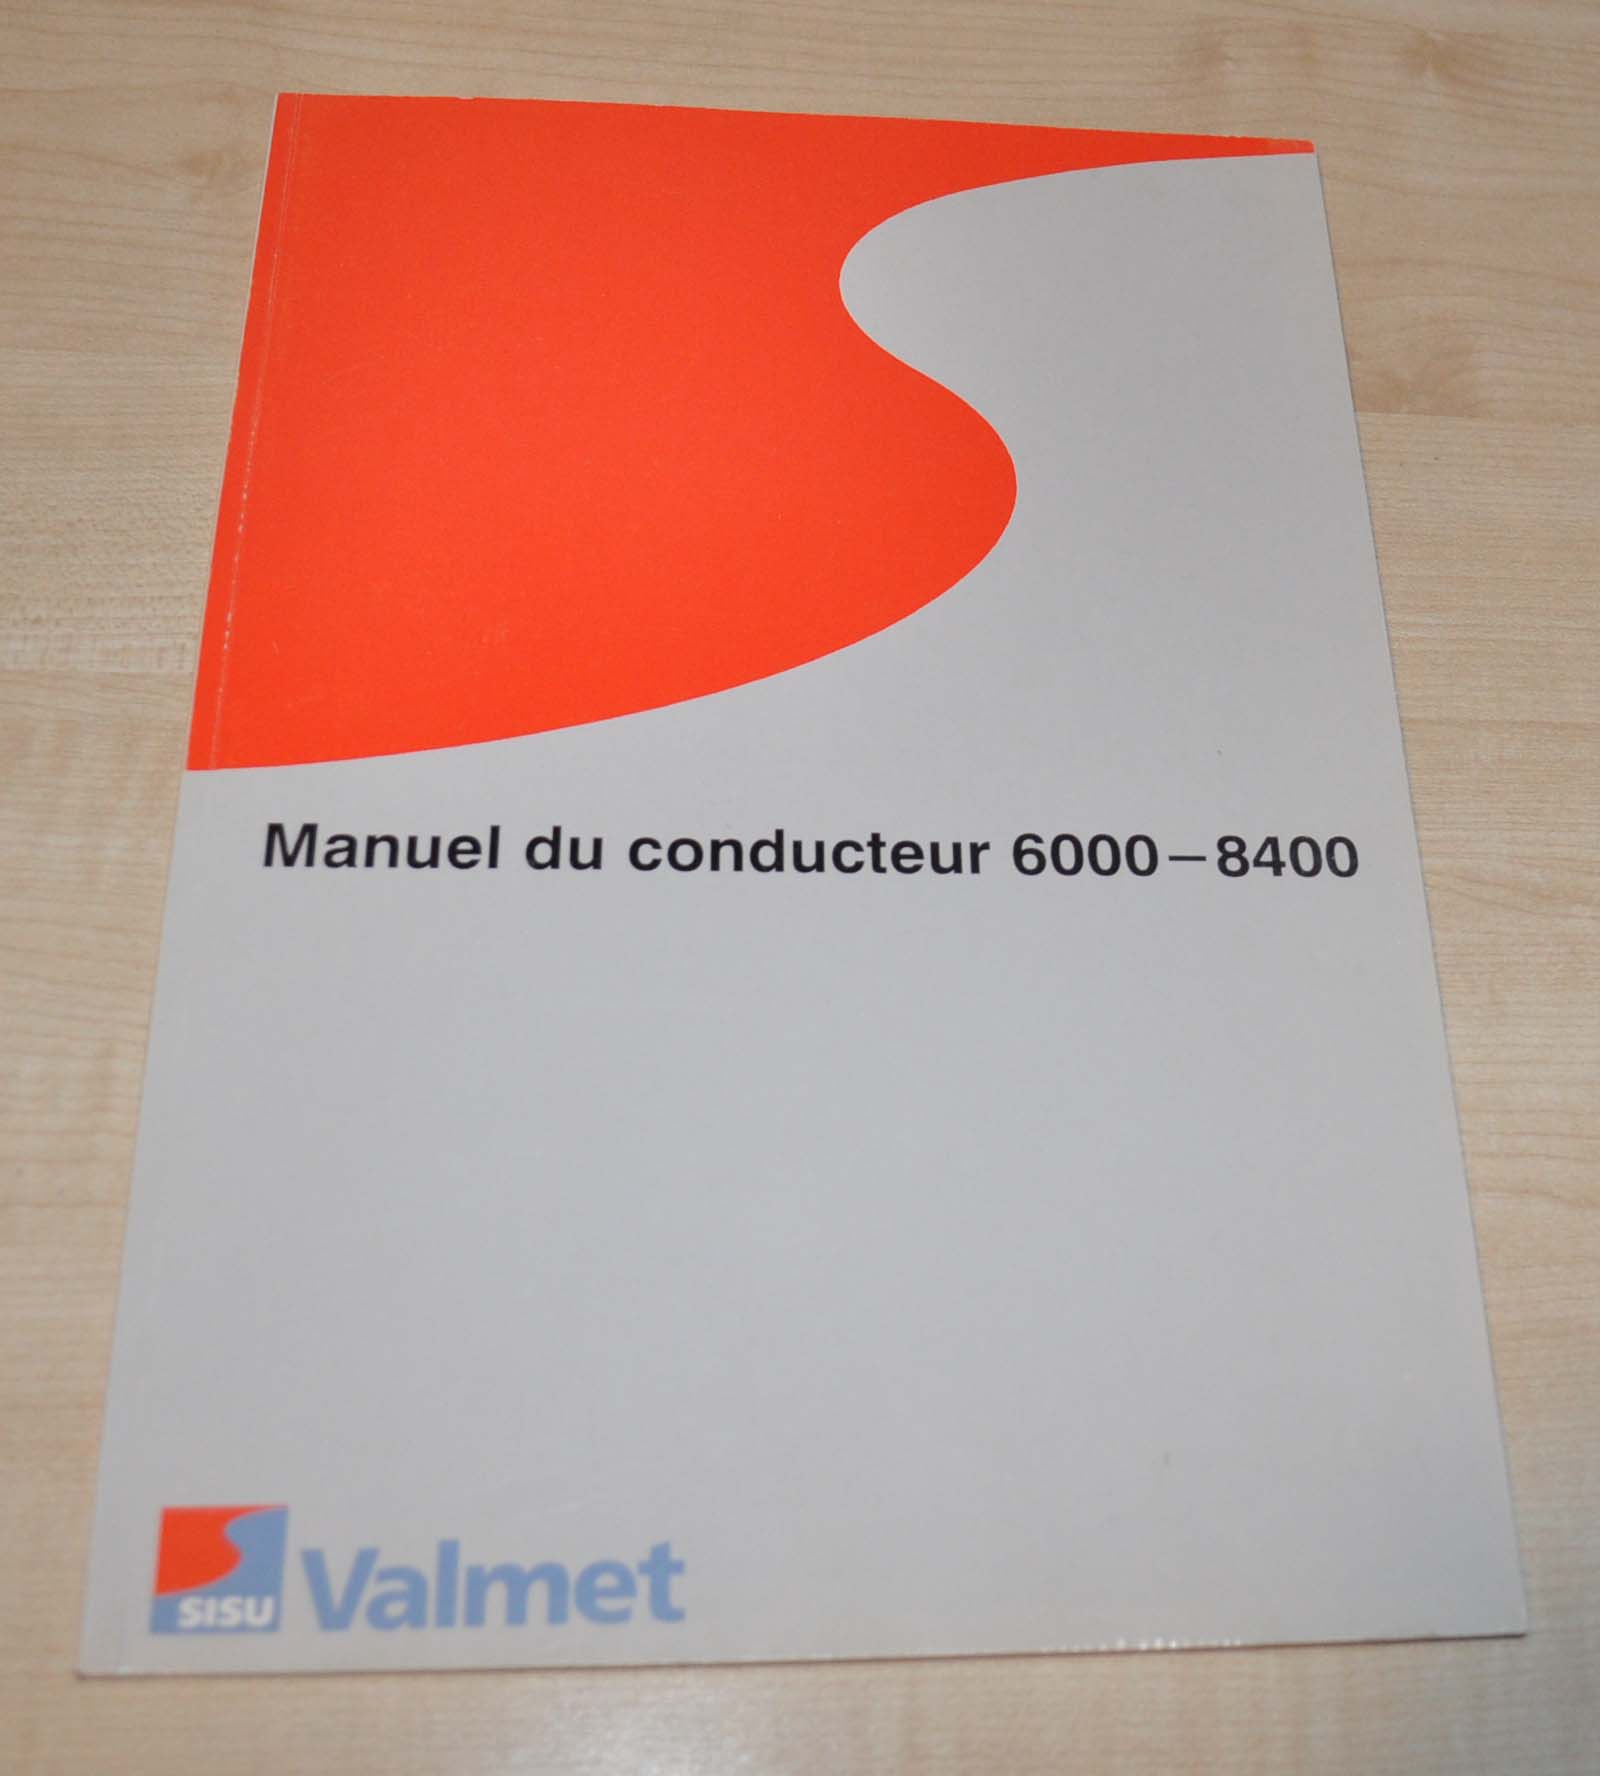 Manuel du conducteur 6000–8400
SISU Valmet